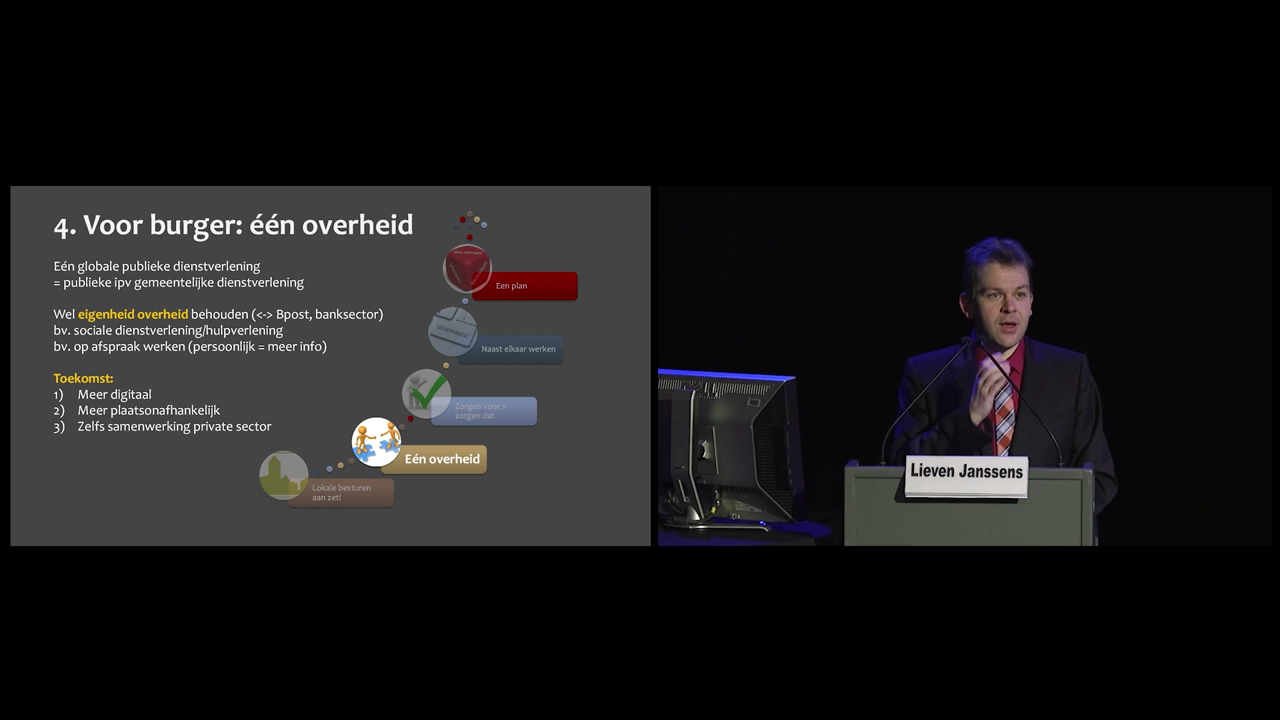 4. Voor burger: één overheid
Eén globale publieke dienstverlening
= publieke ipv gemeentelijke dienstverlening
Wel eigenheid overheid behouden (<-> Bpost, banksector)
bv. sociale dienstverlening/hulpverlening
bv. op afspraak werken (persoonlijk = meer info)
Toekomst:
1) Meer digitaal
2) Meer plaatsonafhankelijk
3) Zelfs samenwerking private sector
Een plan
Naast elkaar werken
Zorgen voor >
zorgen dat
Eén overheid
Lokale besturen
aan zet!
Lieven Janssens